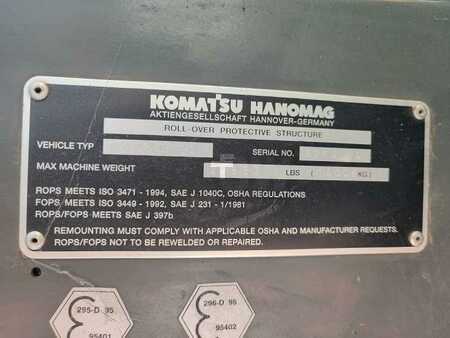 KOMATSU HANOMAG
AKTIENGESELLSCHAFT HANNOVER-GERMANY
ROLL-OVER PROTECTIVE STRUCTURE
VEHICLE TYP SERIAL NO.
MAX MACHINE WEIGHT LBS ( KG)
ROPS MEETS ISO 3471 - 1994, SAE J 1040C, OSHA REGULATIONS
FOPS MEETS ISO 3449 - 1992, SAE J 231 - 1/1981
ROPS/FOPS MEETS SAE J 397b
REMOUNTING MUST COMPLY WITH APPLICABLE OSHA AND MANUFACTURER REQUESTS.
ROPS/FOPS NOT TO BE REWELDED OR REPAIRED.
295-D 95 296-D 95
95401 95402